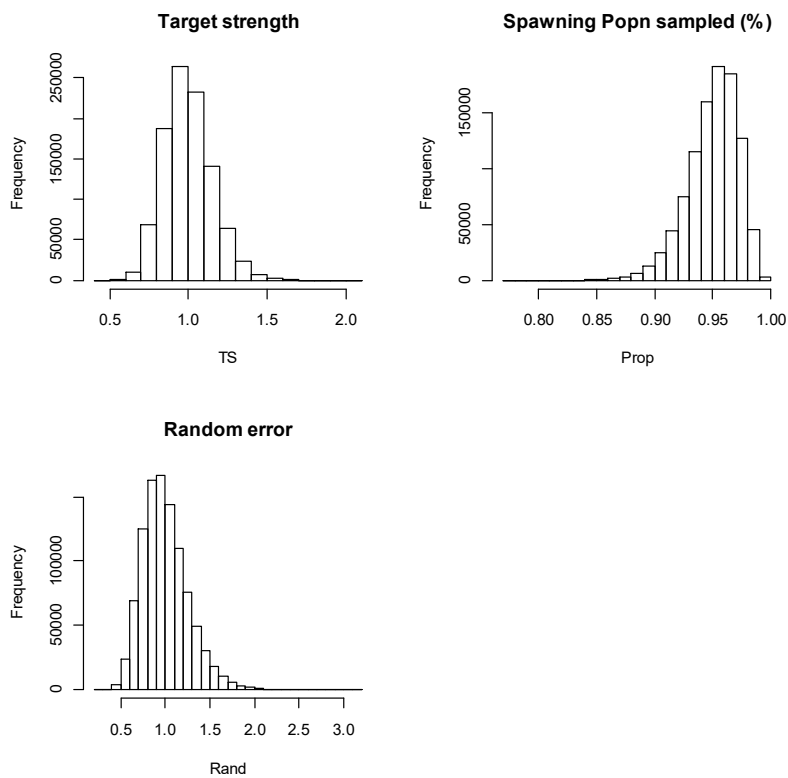 Target strength
Frequency
0
50000
150000
250000
0.5 1.0 1.5 2.0
TS
Spawning Popn sampled (%)
Frequency
0
50000
150000
0.80 0.85 0.90 0.95 1.00
Prop
Random error
Frequency
0
50000
100000
0.5 1.0 1.5 2.0 2.5 3.0
Rand